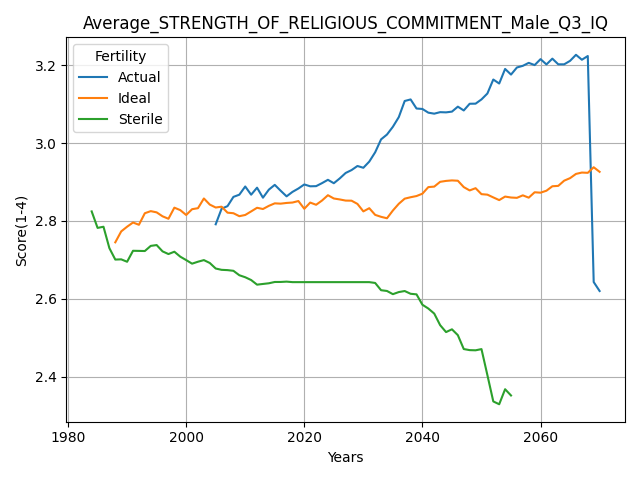 Average_STRENGTH_OF_RELIGIOUS_COMMITMENT_Male_Q3_IQ
Fertility
Actual
Ideal
Sterile
Score(1-4)
3.2
3.0
2.8
2.6
2.4
1980 2000 2020 2040 2060
Years